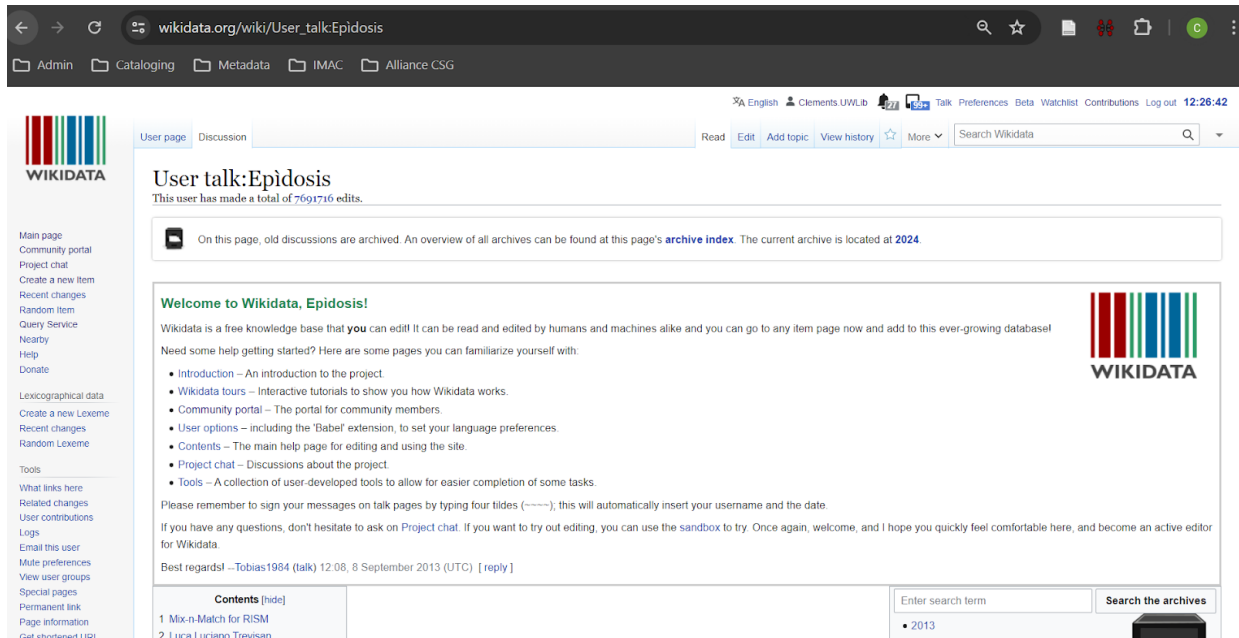 wikidata.org/wiki/User_talk:Epìdosis
C
Admin Cataloging Metadata IMAC Alliance CSG
English Clements.UWLib 27 99+ Talk Preferences Beta Watchlist Contributions Log out 12:26:42
User page Discussion Read Edit Add topic View history More Search Wikidata
WIKIDATA
User talk:Epìdosis
This user has made a total of 7691716 edits.
On this page, old discussions are archived. An overview of all archives can be found at this page's archive index. The current archive is located at 2024.
Main page
Community portal
Project chat
Create a new Item
Recent changes
Random Item
Query Service
Nearby
Help
Donate
Lexicographical data
Create a new Lexeme
Recent changes
Random Lexeme
Tools
What links here
Related changes
User contributions
Logs
Email this user
Mute preferences
View user groups
Special pages
Permanent link
Page information
Get shortened URL
Welcome to Wikidata, Epìdosis!
Wikidata is a free knowledge base that you can edit! It can be read and edited by humans and machines alike and you can go to any item page now and add to this ever-growing database!
Need some help getting started? Here are some pages you can familiarize yourself with:
• Introduction – An introduction to the project.
• Wikidata tours – Interactive tutorials to show you how Wikidata works.
• Community portal – The portal for community members.
• User options – including the 'Babel' extension, to set your language preferences.
• Contents – The main help page for editing and using the site.
• Project chat – Discussions about the project.
• Tools – A collection of user-developed tools to allow for easier completion of some tasks.
Please remember to sign your messages on talk pages by typing four tildes (~~~~); this will automatically insert your username and the date.
If you have any questions, don't hesitate to ask on Project chat. If you want to try out editing, you can use the sandbox to try. Once again, welcome, and I hope you quickly feel comfortable here, and become an active editor
for Wikidata.
Best regards! --Tobias1984 (talk) 12:08, 8 September 2013 (UTC) [ reply ]
WIKIDATA
Contents [hide]
1 Mix-n-Match for RISM
2 Luca Luciano Trevisan
Enter search term Search the archives
• 2013